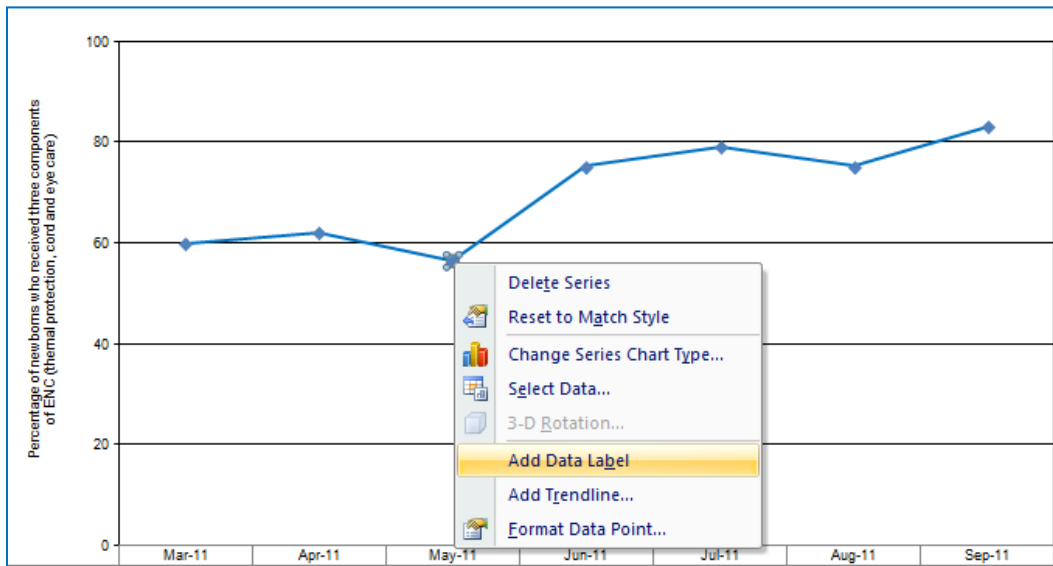 Percentage of newborns who received three components
of ENC (thermal protection, cord and eye care)
100
80
60
40
20
0
Delete Series
Reset to Match Style
Change Series Chart Type...
Select Data...
3-D Rotation...
Add Data Label
Add Trendline...
Format Data Point...
Mar-11
Apr-11
May-11
Jun-11
Jul-11
Aug-11
Sep-11